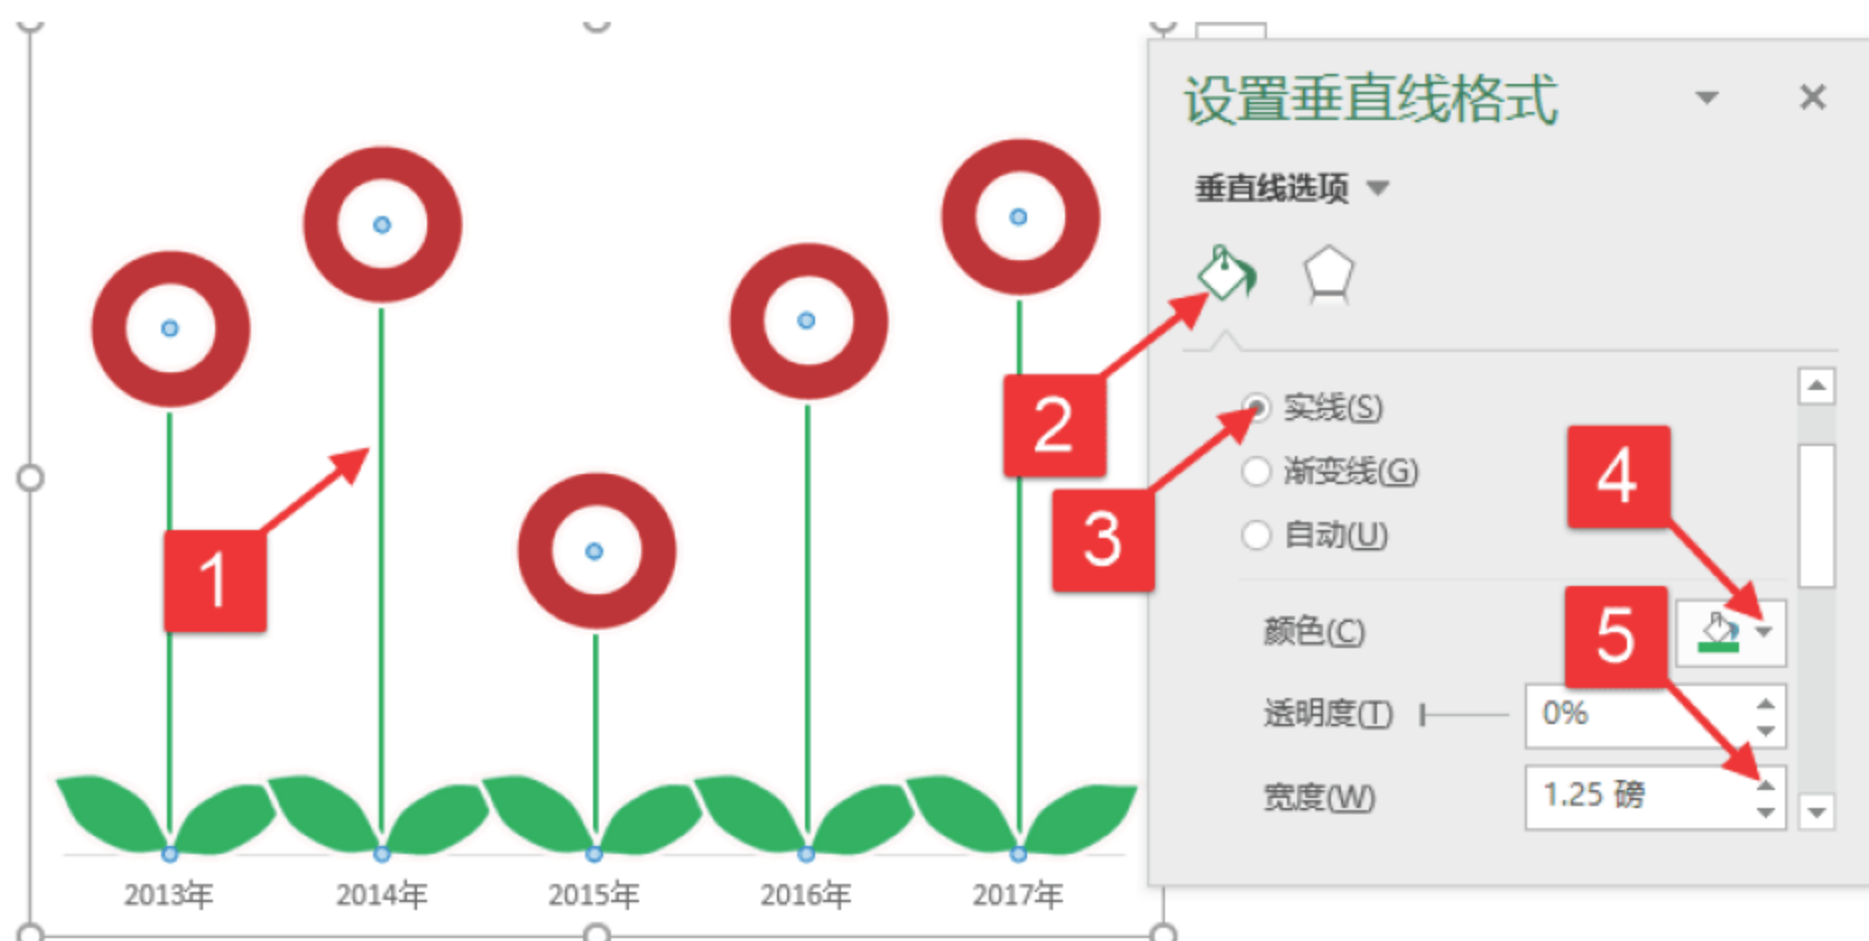 设置垂直线格式
垂直线选项
2
实线(S)
3
渐变线(G)
4
自动(U)
1
颜色(C)
5
透明度(T)
0%
宽度(W)
1.25 磅
2013年
2014年
2015年
2016年
2017年